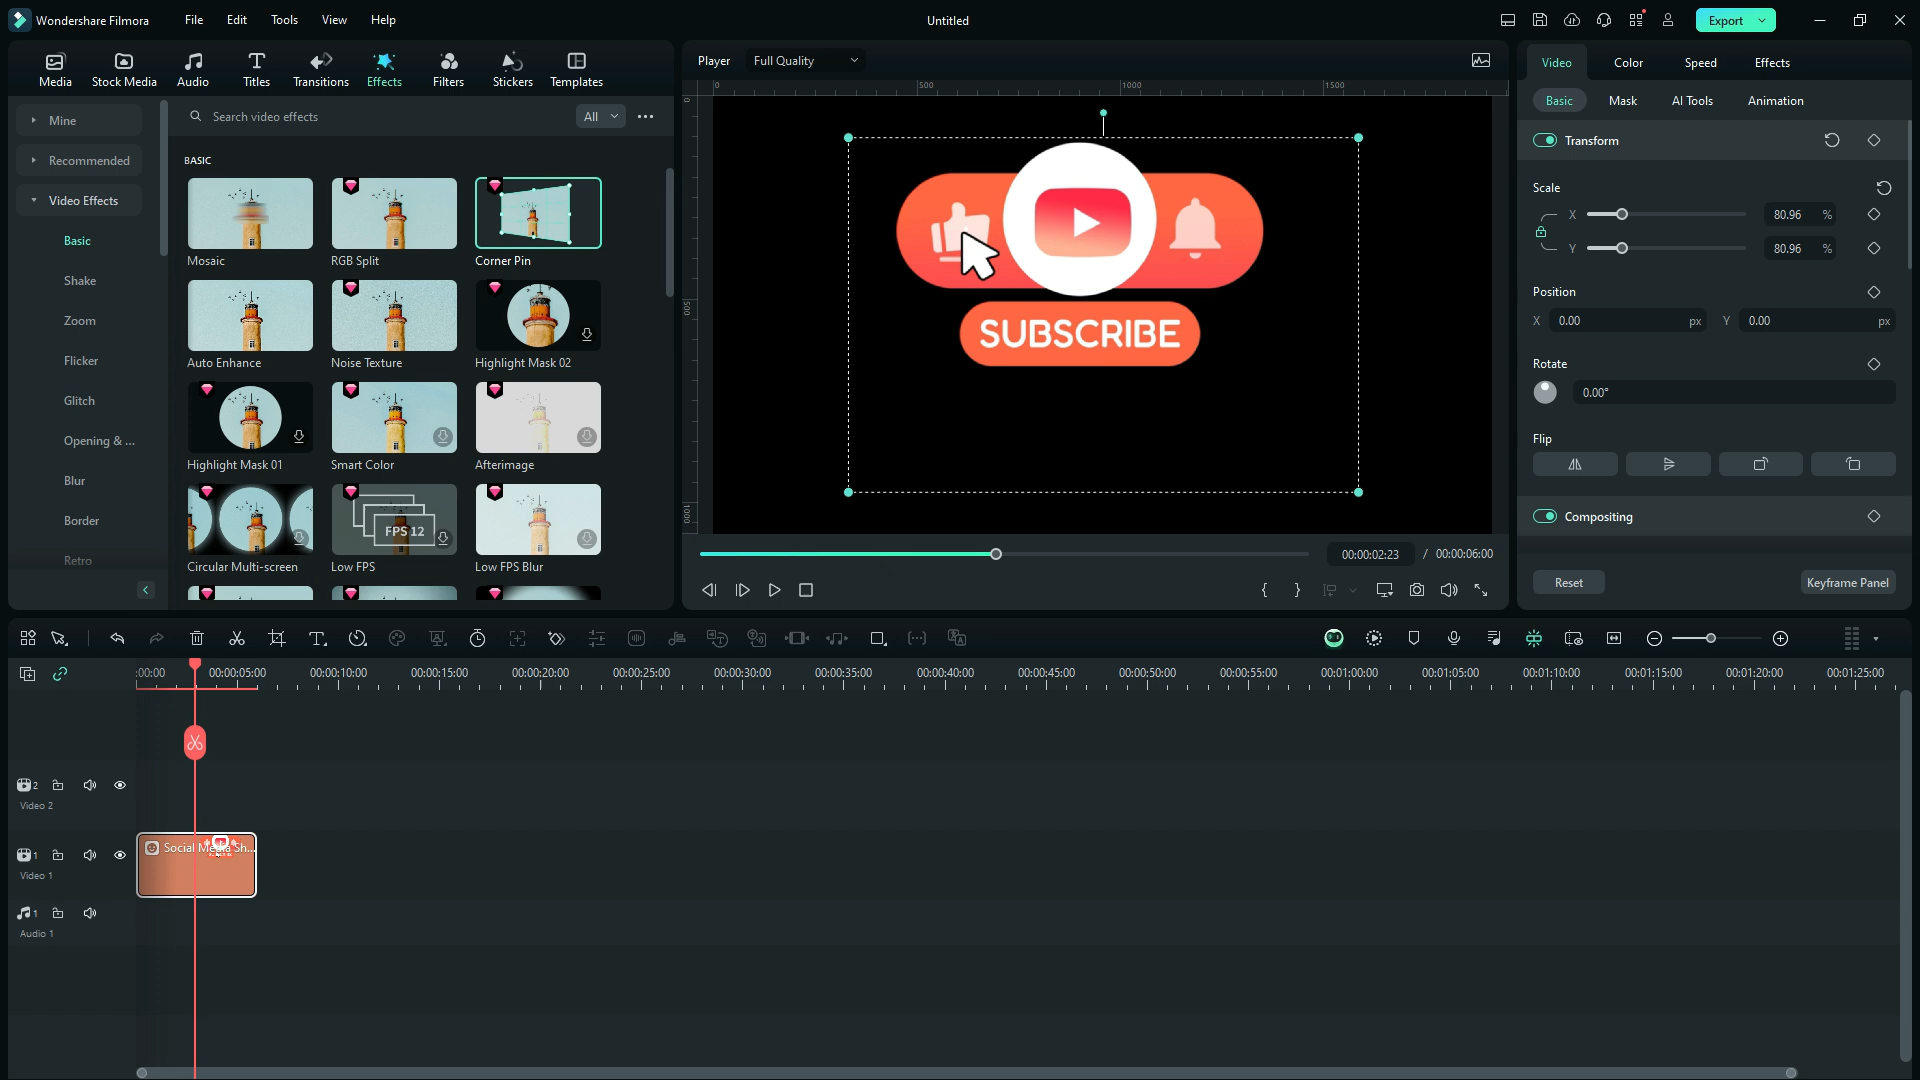 Wondershare Filmora
File
Edit
Tools
View
Help
Untitled
Export
Media
Stock Media
Audio
Titles
Transitions
Effects
Filters
Stickers
Templates
Player
Full Quality
Video
Color
Speed
Effects
Basic
Mask
AI Tools
Animation
Mine
Recommended
Video Effects
Basic
Shake
Zoom
Flicker
Glitch
Opening & ...
Blur
Border
Retro
Search video effects
All
BASIC
Mosaic
RGB Split
Corner Pin
Auto Enhance
Noise Texture
Highlight Mask 02
Highlight Mask 01
Smart Color
Afterimage
FPS 12
Circular Multi-screen
Low FPS
Low FPS Blur
0
500
1000
1500
0
500
1000
SUBSCRIBE
00:00:02:23
/ 00:00:06:00
Transform
Scale
X
80.96 %
Y
80.96 %
Position
X 0.00 px
Y 0.00 px
Rotate
0.00°
Flip
Compositing
Reset
Keyframe Panel
:00:00
00:00:05:00
00:00:10:00
00:00:15:00
00:00:20:00
00:00:25:00
00:00:30:00
00:00:35:00
00:00:40:00
00:00:45:00
00:00:50:00
00:00:55:00
00:01:00:00
00:01:05:00
00:01:10:00
00:01:15:00
00:01:20:00
00:01:25:00
2
Video 2
1
Video 1
Social Media Sh...
1
Audio 1